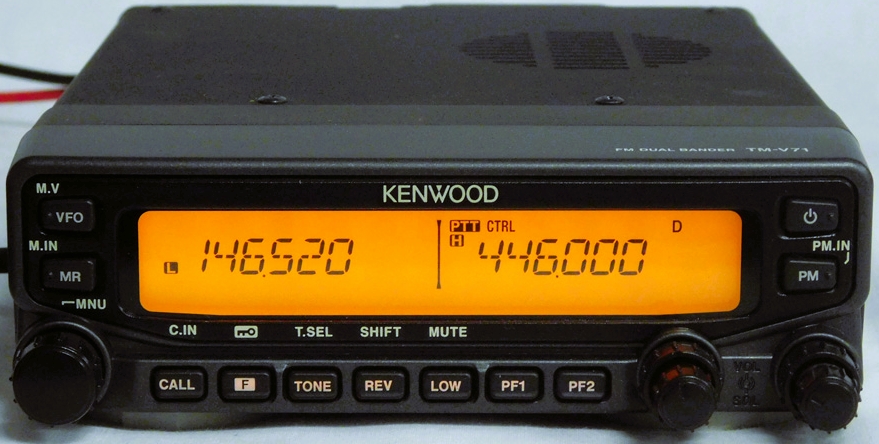 FM DUAL BANDER TM-V71
M.V
KENWOOD
VFO
PTT CTRL
D
M.IN
H
PM.IN
L 146.520
446.000
MR
PM
MNU
C.IN
T.SEL
SHIFT
MUTE
CALL
F
TONE
REV
LOW
PF1
PF2
VOL
SQL